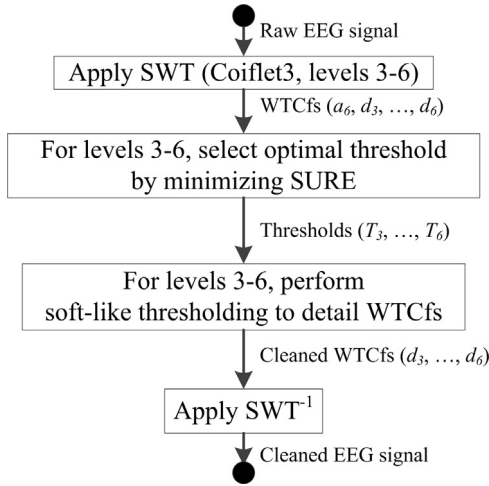 Raw EEG signal
Apply SWT (Coiflet3, levels 3-6)
WTCfs (a₆, d₃, …, d₆)
For levels 3-6, select optimal threshold
by minimizing SURE
Thresholds (T₃, …, T₆)
For levels 3-6, perform
soft-like thresholding to detail WTCfs
Cleaned WTCfs (d₃, …, d₆)
Apply SWT⁻¹
Cleaned EEG signal